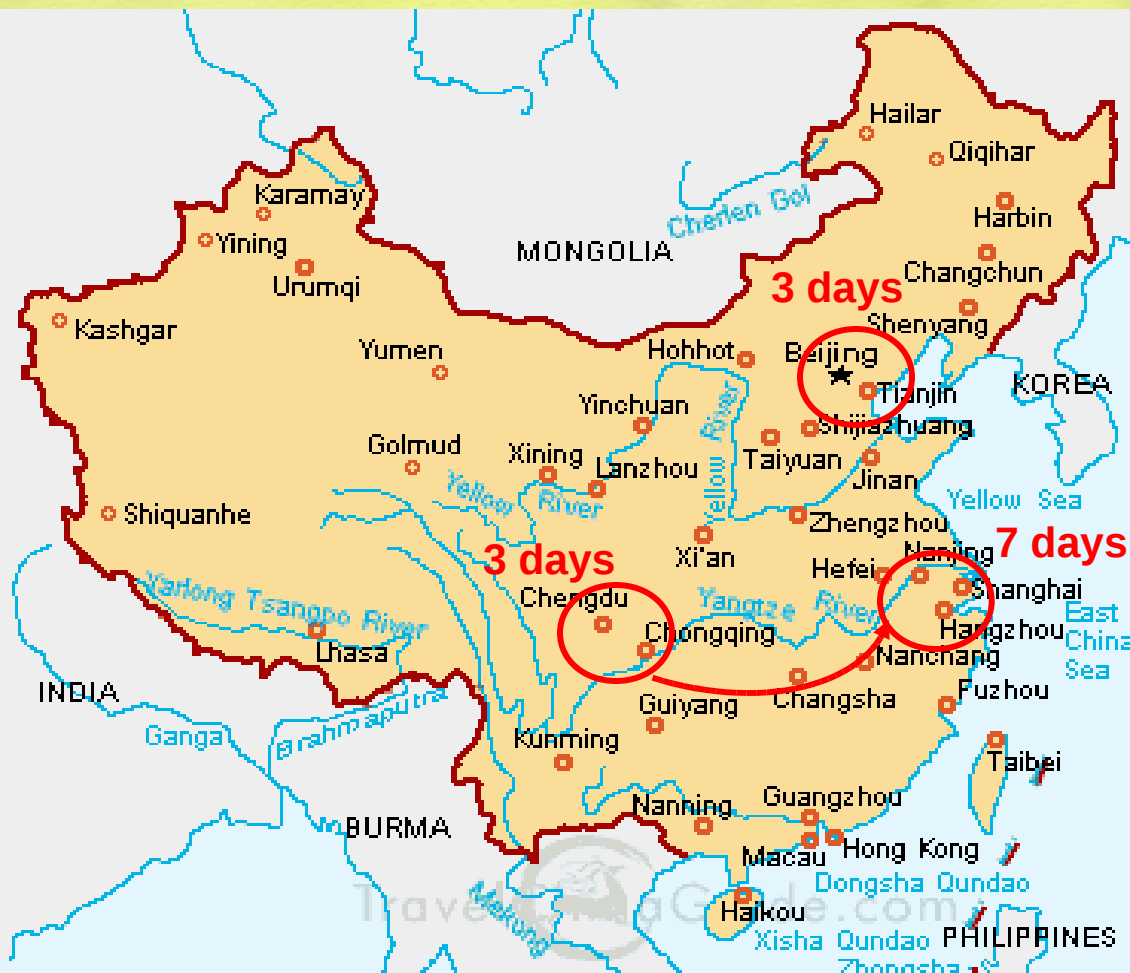 Hailar
Qiqihar
Karamay
Cherlen Gol
Harbin
Yining
MONGOLIA
Changchun
Urumqi
3 days
Kashgar
Shenyang
Yumen
Hohhot
Beijing
KOREA
Tianjin
Yinchuan
Yellow River
Shijiazhuang
Golmud
Xining
Lanzhou
Taiyuan
Jinan
Yellow River
Yellow Sea
Shiquanhe
Zhengzhou
Xi'an
3 days
Nanjing
7 days
Hefei
Shanghai
Yarlong Tsangpo River
Chengdu
Yangtze River
East
China
Sea
Chongqing
Hangzhou
Lhasa
Nanchang
INDIA
Brahmaputra
Guiyang
Changsha
Fuzhou
Ganga
Kunming
Taibei
Nanning
Guangzhou
BURMA
Macau
Hong Kong
Dongsha Qundao
TravelChinaGuide.com
Mekong
Haikou
Xisha Qundao
PHILIPPINES